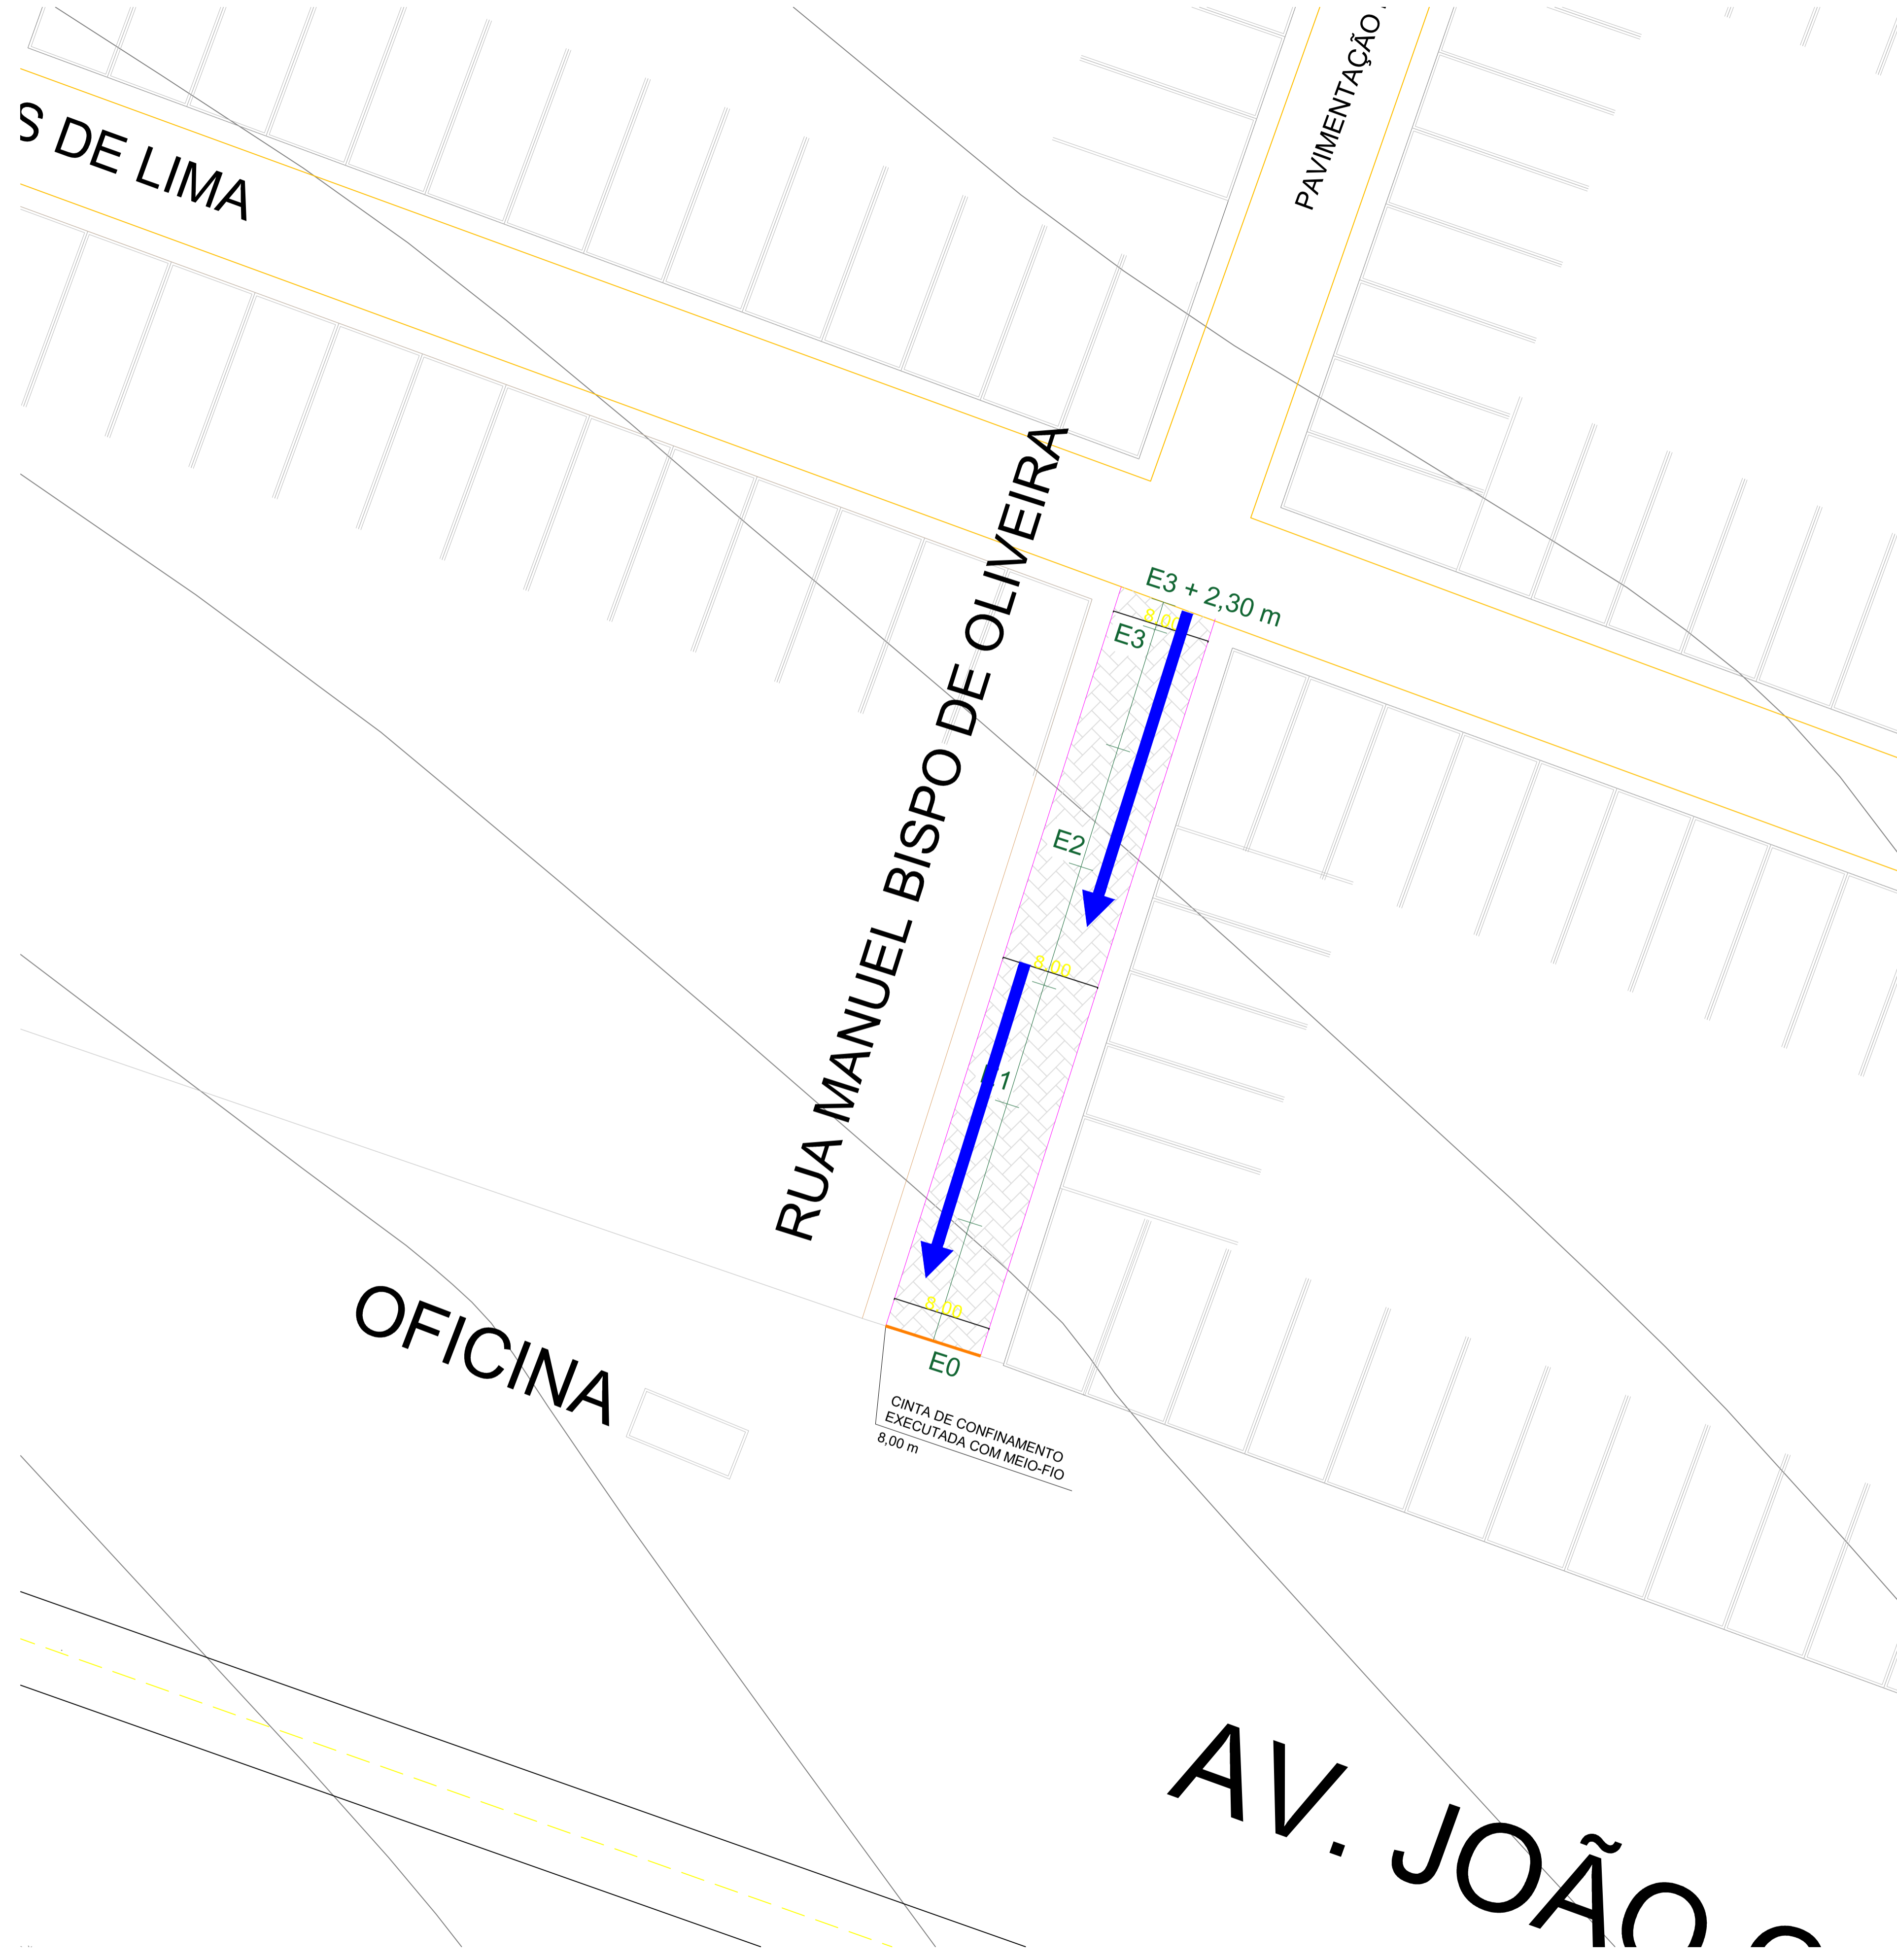 S DE LIMA
PAVIMENTAÇÃO
RUA MANUEL BISPO DE OLIVEIRA
E3 + 2,30 m
8,00
E3
E2
8,00
8,00
E0
CINTA DE CONFINAMENTO
EXECUTADA COM MEIO-FIO
8,00 m
OFICINA
AV. JOÃO